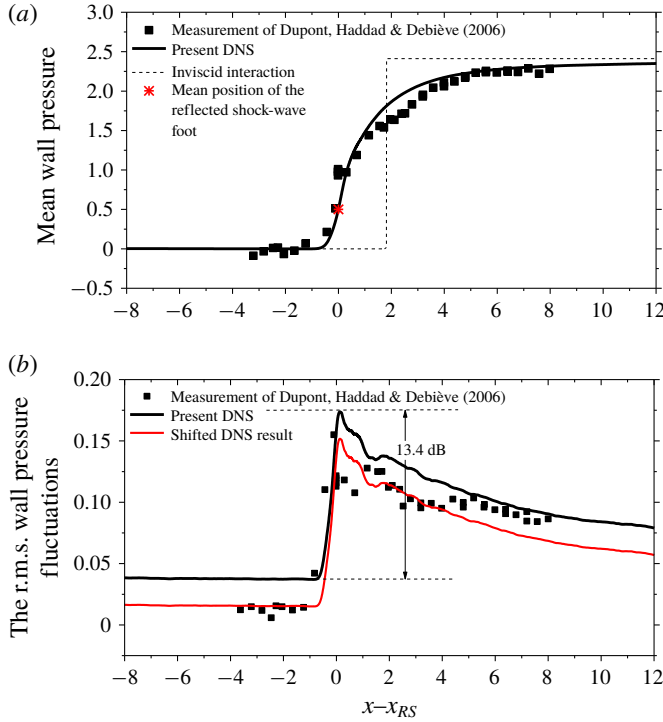 (a)
Mean wall pressure
3.0
2.5
2.0
1.5
1.0
0.5
0
−0.5
Measurement of Dupont, Haddad & Debiève (2006)
Present DNS
Inviscid interaction
Mean position of the
reflected shock-wave
foot
−8 −6 −4 −2 0 2 4 6 8 10 12
(b)
The r.m.s. wall pressure
fluctuations
0.20
0.15
0.10
0.05
0
Measurement of Dupont, Haddad & Debiève (2006)
Present DNS
Shifted DNS result
13.4 dB
−8 −6 −4 −2 0 2 4 6 8 10 12
x–xRS